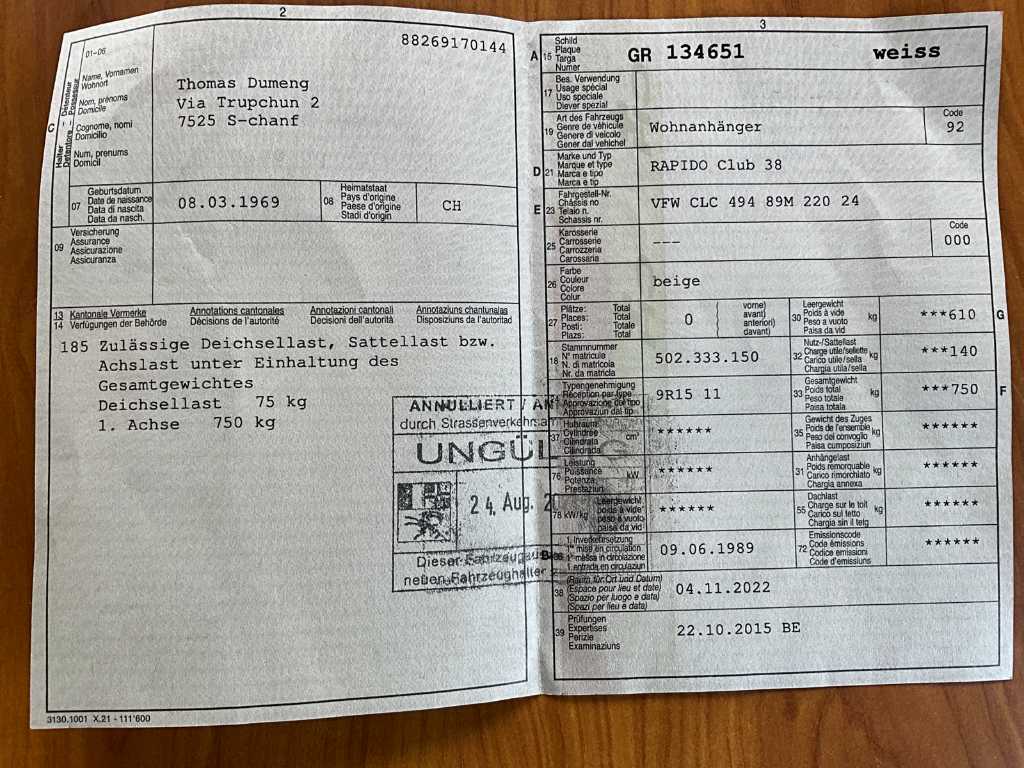 2
88269170144
01-06
Halter
Detentore
Détenteur
Possessur
Name, Vornamen
Wohnort
Nom, prénoms
Domicile
C
Cognome, nomi
Domicilio
Num, prenums
Domicil
Thomas Dumeng
Via Trupchun 2
7525 S-chanf
07
Geburtsdatum
Date de naissance
Data di nascita
Data da nasch.
08.03.1969
08
Heimatstaat
Pays d'origine
Paese d'origine
Stadi d'origin
CH
09
Versicherung
Assurance
Assicurazione
Assicuranza
13 Kantonale Vermerke Annotations cantonales Annotazioni cantonali Annotaziuns chantunalas
14 Verfügungen der Behörde Décisions de l'autorité Decisioni dell'autorità Disposiziuns da l'autoritad
185 Zulässige Deichsellast, Sattellast bzw.
Achslast unter Einhaltung des
Gesamtgewichtes
Deichsellast 75 kg
1. Achse 750 kg
ANNULLIERT / AN
durch Strassenverkehrsam
UNGÜL
24. Aug. 2
Dieser Fahrzeugau
neuen Fahrzeughalter
3130.1001 X.21 - 111'600
3
A 15
Schild
Plaque
Targa
Numer
GR 134651 weiss
17
Bes. Verwendung
Usage spécial
Uso speciale
Diever spezial
19
Art des Fahrzeugs
Genre de véhicule
Genere di veicolo
Gener dal vehichel
Wohnanhänger
Code
92
D 21
Marke und Typ
Marque et type
Marca e tipo
Marca e tip
RAPIDO Club 38
E 23
Fahrgestell-Nr.
Châssis no
Telaio n.
Schassis nr.
VFW CLC 494 89M 220 24
25
Karosserie
Carrosserie
Carrozzeria
Carossaria
---
Code
000
26
Farbe
Couleur
Colore
Colur
beige
27
Plätze: Total
Places: Total
Posti: Totale
Plazs: Total
0
vorne)
avant)
anteriori)
davant)
30
Leergewicht
Poids à vide
Peso a vuoto
Paisa da vid
kg
***610
G
18
Stammnummer
N° matricule
N. di matricola
Nr. da matricla
502.333.150
32
Nutz-/Sattellast
Charge utile/sellette
Carico utile/sella
Chargia utila/sella
kg
***140
Typengenehmigung
Réception par type
Approvazione del tipo
Approvaziun dal tip
9R15 11
33
Gesamtgewicht
Poids total
Peso totale
Paisa totala
kg
***750
F
37
Hubraum
Cylindrée
Cilindrata
Cilindrada
cm³
******
35
Gewicht des Zuges
Poids de l'ensemble
Peso del convoglio
Paisa cumposiziun
kg
******
76
Leistung
Puissance
Potenza
Prestaziun
kW
******
31
Anhängelast
Poids remorquable
Carico rimorchiato
Chargia annexa
kg
******
78 kW/kg
Leergewicht
poids à vide
peso a vuoto
paisa da vid
******
55
Dachlast
Charge sur le toit
Carico sul tetto
Chargia sin il tetg
kg
******
B
1. Inverkehrsetzung
1re mise en circulation
1a messa in circolazione
1. entrada en circulaziun
09.06.1989
72
Emissionscode
Code émissions
Codice emissioni
Code d'emissiuns
******
38
(Raum für Ort und Datum)
(Espace pour lieu et date)
(Spazio per luogo e data)
(Spazi per lieu e data)
04.11.2022
39
Prüfungen
Expertises
Perizie
Examinaziuns
22.10.2015 BE